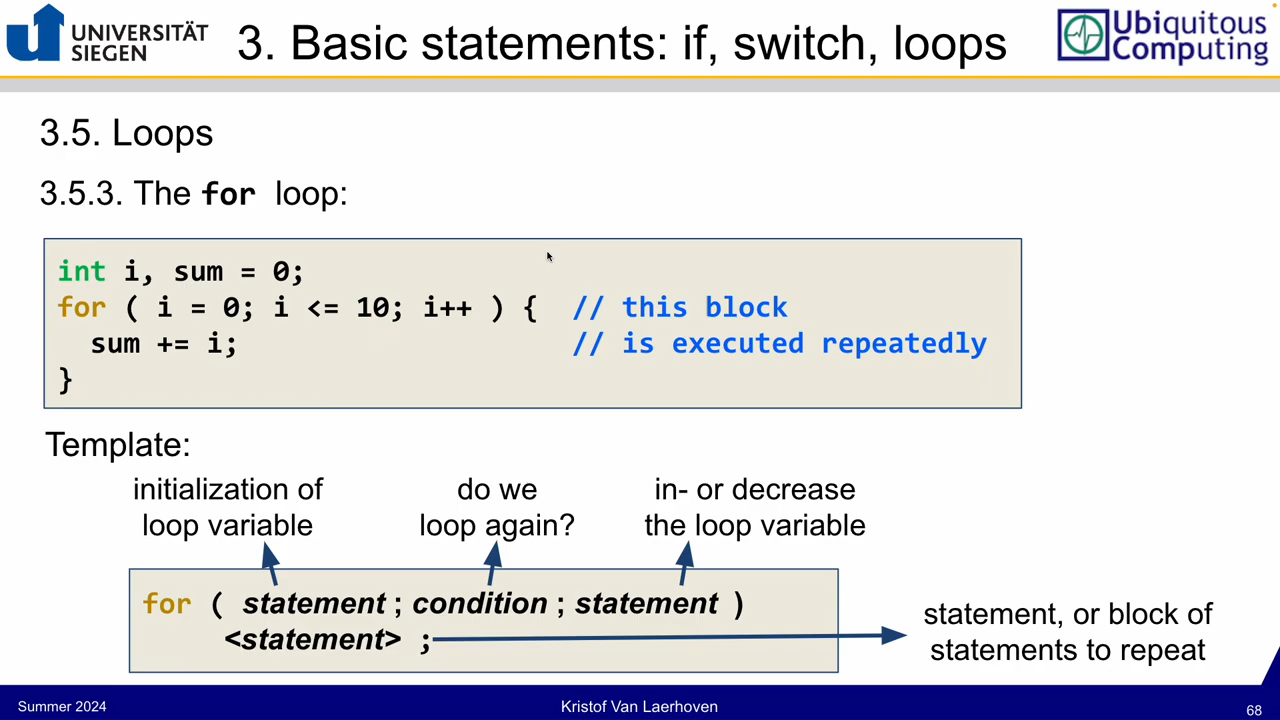 UNIVERSITÄT
SIEGEN
3. Basic statements: if, switch, loops
Ubiquitous
Computing
3.5. Loops
3.5.3. The for loop:
int i, sum = 0;
for ( i = 0; i <= 10; i++ ) { // this block
sum += i; // is executed repeatedly
}
Template:
initialization of
loop variable
do we
loop again?
in- or decrease
the loop variable
for ( statement ; condition ; statement )
<statement> ;
statement, or block of
statements to repeat
Summer 2024
Kristof Van Laerhoven
68